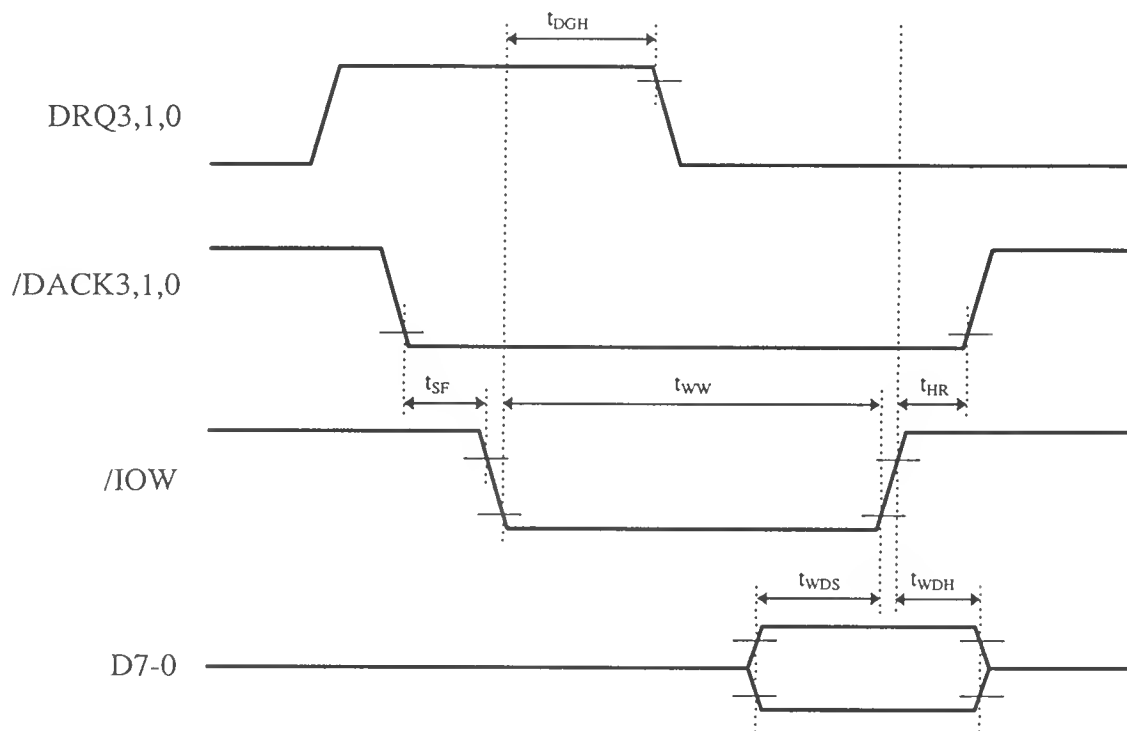 tDGH
DRQ3,1,0
/DACK3,1,0
tSF
tWW
tHR
/IOW
tWDS
tWDH
D7-0